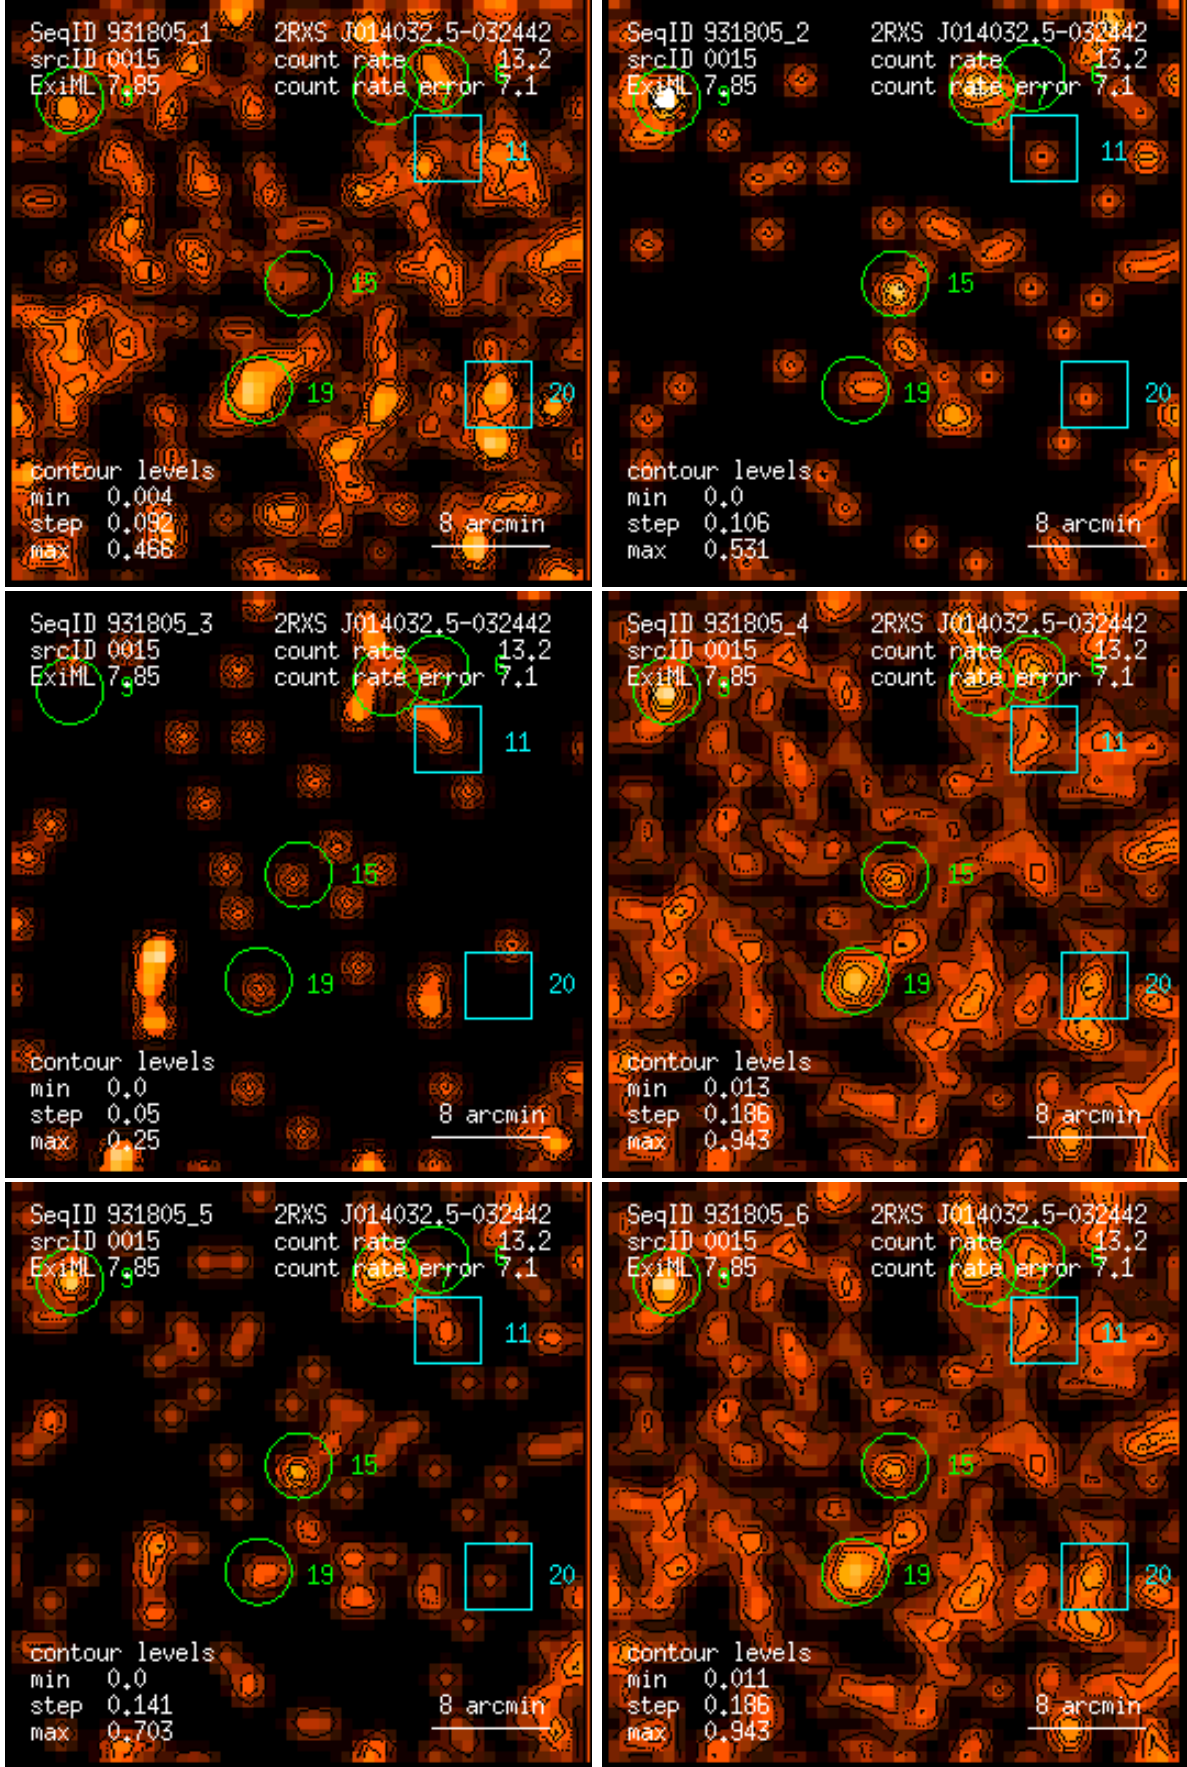 SeqID 931805_1 2RXS J014032.5-032442
srcID 0015 count rate 13.2
ExiML 7.85 count rate error 7.1
9
11
15
19
20
contour levels
min 0.004
step 0.092
max 0.466
8 arcmin
SeqID 931805_2 2RXS J014032.5-032442
srcID 0015 count rate 13.2
ExiML 7.85 count rate error 7.1
9
11
15
19
20
contour levels
min 0.0
step 0.106
max 0.531
8 arcmin
SeqID 931805_3 2RXS J014032.5-032442
srcID 0015 count rate 13.2
ExiML 7.85 count rate error 7.1
9
11
15
19
20
contour levels
min 0.0
step 0.05
max 0.25
8 arcmin
SeqID 931805_4 2RXS J014032.5-032442
srcID 0015 count rate 13.2
ExiML 7.85 count rate error 7.1
9
11
15
19
20
contour levels
min 0.013
step 0.186
max 0.943
8 arcmin
SeqID 931805_5 2RXS J014032.5-032442
srcID 0015 count rate 13.2
ExiML 7.85 count rate error 7.1
9
11
15
19
20
contour levels
min 0.0
step 0.141
max 0.703
8 arcmin
SeqID 931805_6 2RXS J014032.5-032442
srcID 0015 count rate 13.2
ExiML 7.85 count rate error 7.1
9
11
15
19
20
contour levels
min 0.011
step 0.186
max 0.943
8 arcmin